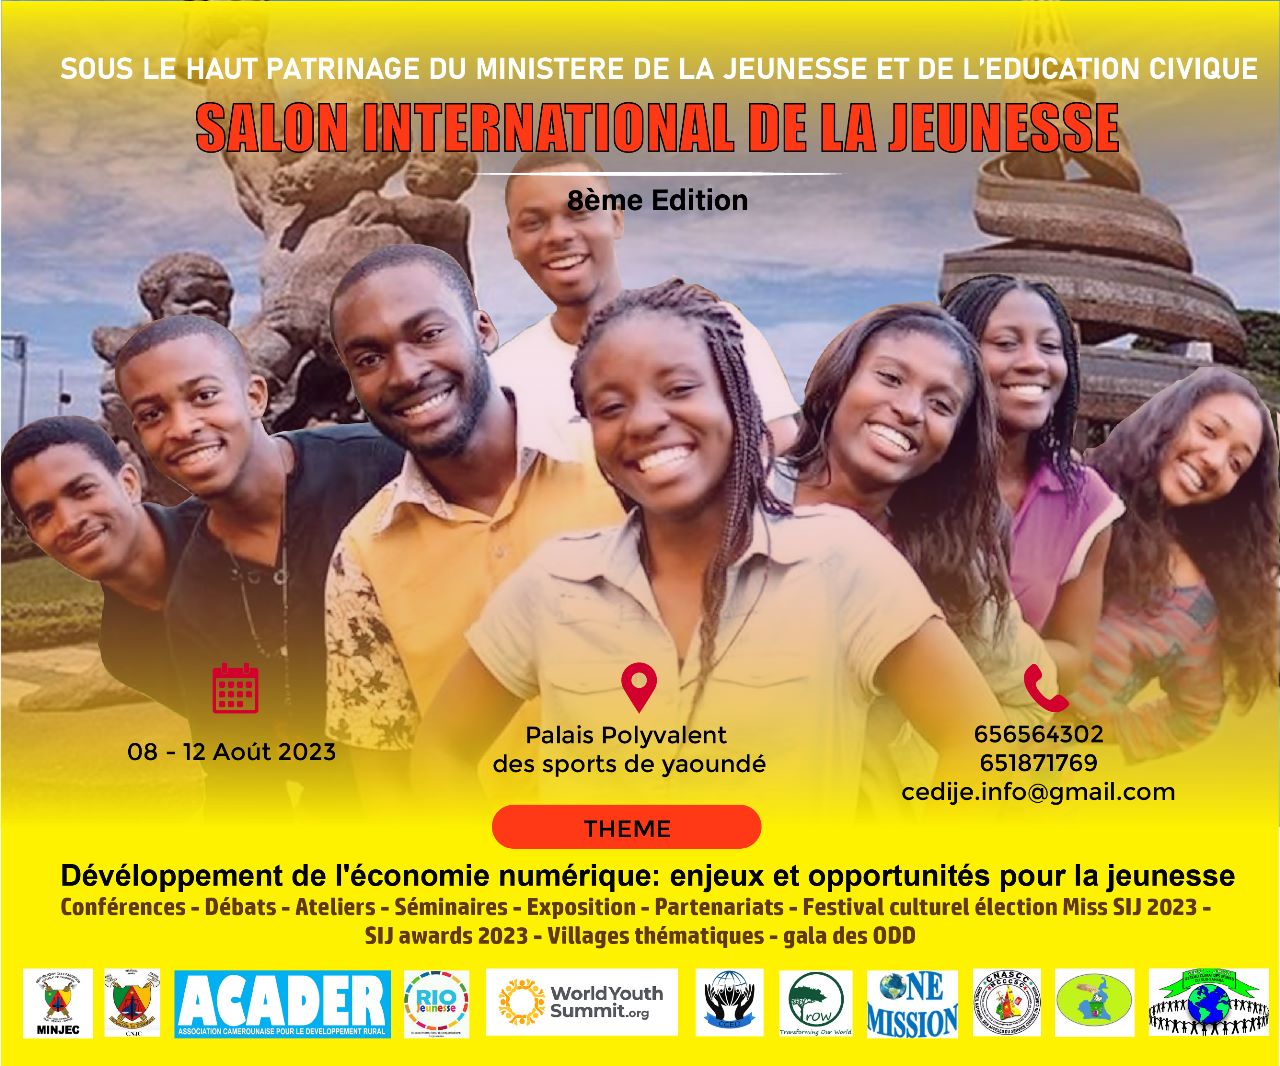 SOUS LE HAUT PATRINAGE DU MINISTERE DE LA JEUNESSE ET DE L'EDUCATION CIVIQUE
SALON INTERNATIONAL DE LA JEUNESSE
8ème Edition
08 - 12 Août 2023
Palais Polyvalent
des sports de yaoundé
656564302
651871769
cedije.info@gmail.com
THEME
Dévéloppement de l'économie numérique: enjeux et opportunités pour la jeunesse
Conférences - Débats - Ateliers - Séminaires - Exposition - Partenariats - Festival culturel élection Miss SIJ 2023 -
SIJ awards 2023 - Villages thématiques - gala des ODD
MINJEC
CNJC
ACADER
ASSOCIATION CAMEROUNAISE POUR LE DEVELOPPEMENT RURAL
RIO
Jeunesse
WorldYouth
Summit.org
Transforming Our World
ONE
MISSION
CNASCC